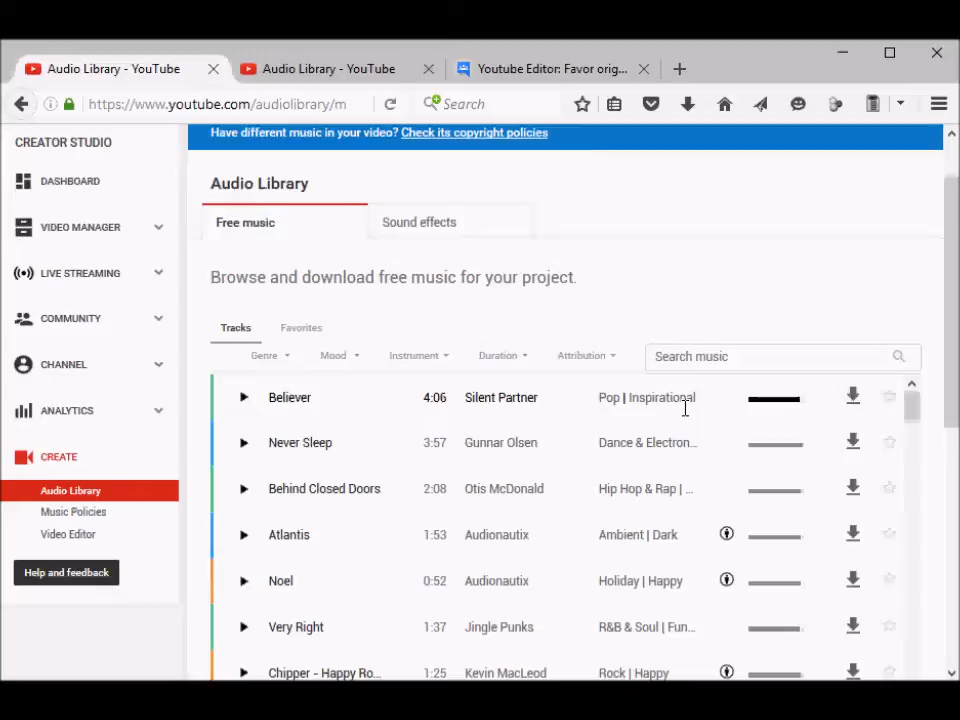 Audio Library - YouTube
Audio Library - YouTube
Youtube Editor: Favor orig...
https://www.youtube.com/audiolibrary/m
Search
CREATOR STUDIO
DASHBOARD
VIDEO MANAGER
LIVE STREAMING
COMMUNITY
CHANNEL
ANALYTICS
CREATE
Audio Library
Music Policies
Video Editor
Help and feedback
Have different music in your video? Check its copyright policies
Audio Library
Free music
Sound effects
Browse and download free music for your project.
Tracks Favorites
Genre Mood Instrument Duration Attribution Search music
Believer 4:06 Silent Partner Pop | Inspirational
Never Sleep 3:57 Gunnar Olsen Dance & Electron...
Behind Closed Doors 2:08 Otis McDonald Hip Hop & Rap | ...
Atlantis 1:53 Audionautix Ambient | Dark
Noel 0:52 Audionautix Holiday | Happy
Very Right 1:37 Jingle Punks R&B & Soul | Fun...
Chipper - Happy Ro... 1:25 Kevin MacLeod Rock | Happy